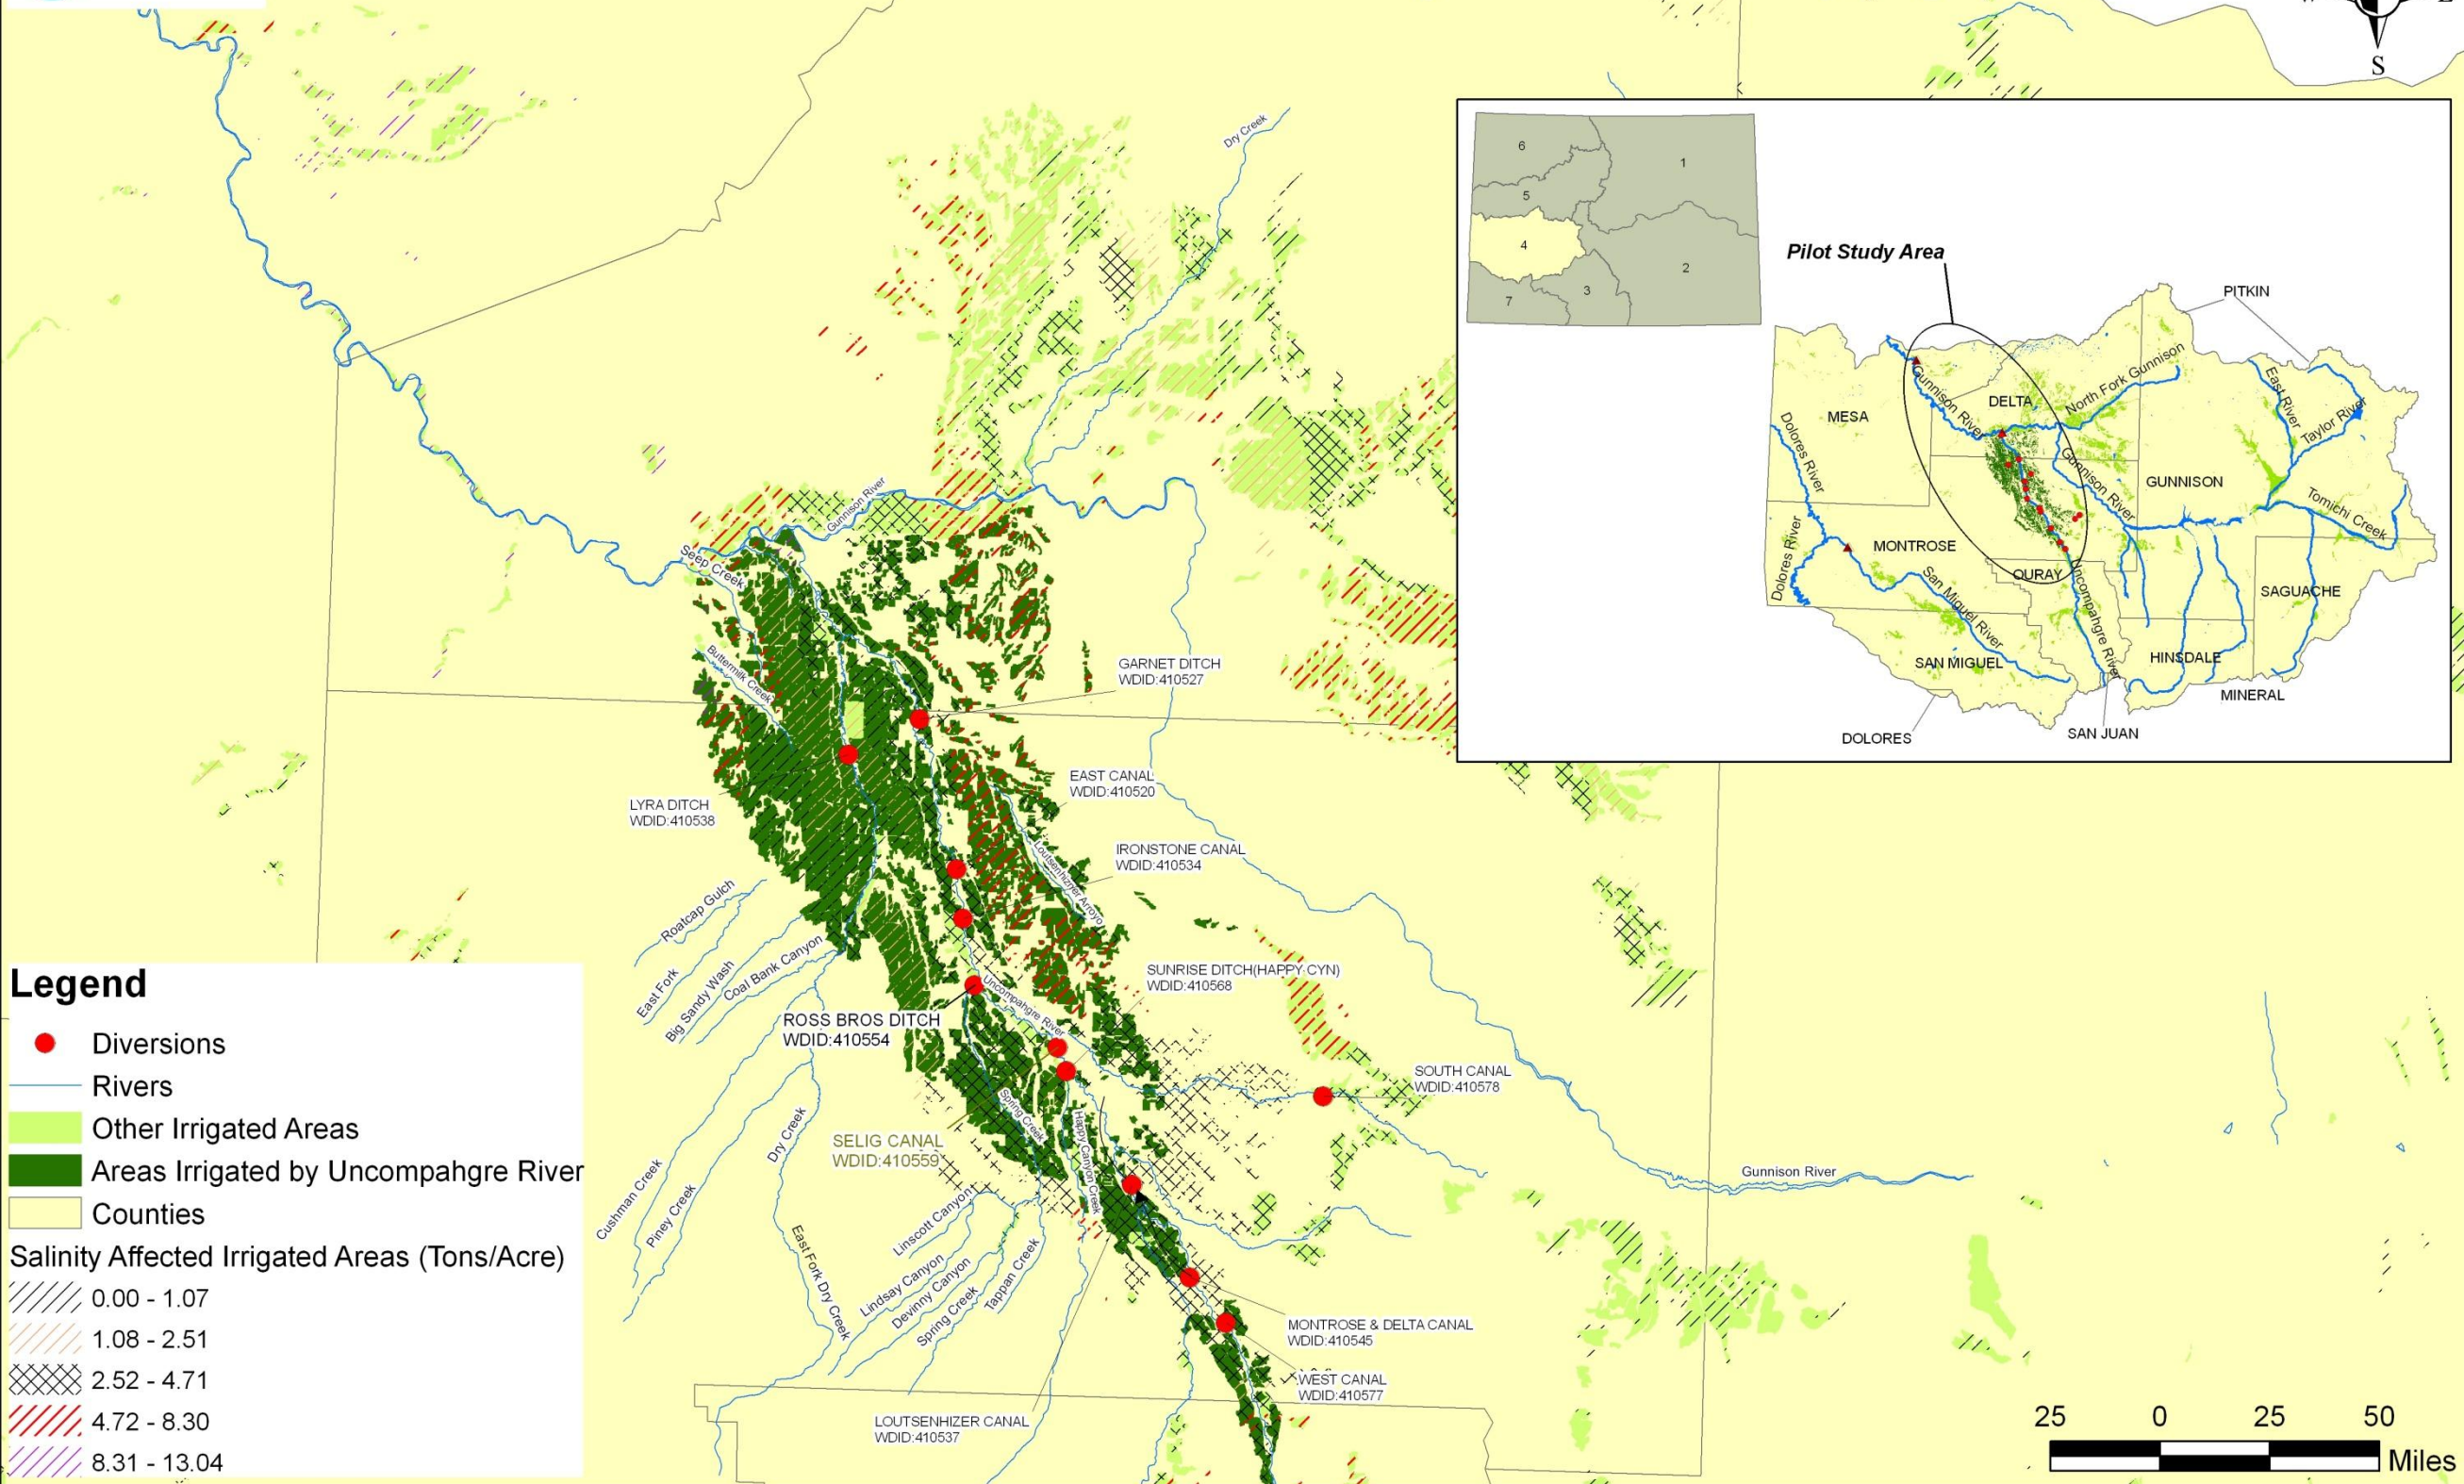 E
S
Dry Creek
Pilot Study Area
6
1
5
4
2
3
7
PITKIN
Gunnison River
DELTA
North Fork Gunnison
East River
Taylor River
MESA
Dolores River
Gunnison River
GUNNISON
Tomichi Creek
Dolores River
MONTROSE
OURAY
San Miguel River
Uncompahgre River
SAGUACHE
SAN MIGUEL
HINSDALE
MINERAL
DOLORES
SAN JUAN
Gunnison River
Seep Creek
Buttermilk Creek
GARNET DITCH
WDID:410527
EAST CANAL
WDID:410520
LYRA DITCH
WDID:410538
IRONSTONE CANAL
WDID:410534
Loutsenhizer Arroyo
Roatcap Gulch
East Fork
Big Sandy Wash
Coal Bank Canyon
SUNRISE DITCH(HAPPY CYN)
WDID:410568
Uncompahgre River
ROSS BROS DITCH
WDID:410554
SOUTH CANAL
WDID:410578
Spring Creek
Happy Canyon Creek
SELIG CANAL
WDID:410559
Dry Creek
Cushman Creek
Piney Creek
East Fork Dry Creek
Linscott Canyon
Lindsay Canyon
Devinny Canyon
Spring Creek
Tappan Creek
Gunnison River
MONTROSE & DELTA CANAL
WDID:410545
WEST CANAL
WDID:410577
LOUTSENHIZER CANAL
WDID:410537
Legend
Diversions
Rivers
Other Irrigated Areas
Areas Irrigated by Uncompahgre River
Counties
Salinity Affected Irrigated Areas (Tons/Acre)
0.00 - 1.07
1.08 - 2.51
2.52 - 4.71
4.72 - 8.30
8.31 - 13.04
25 0 25 50
Miles